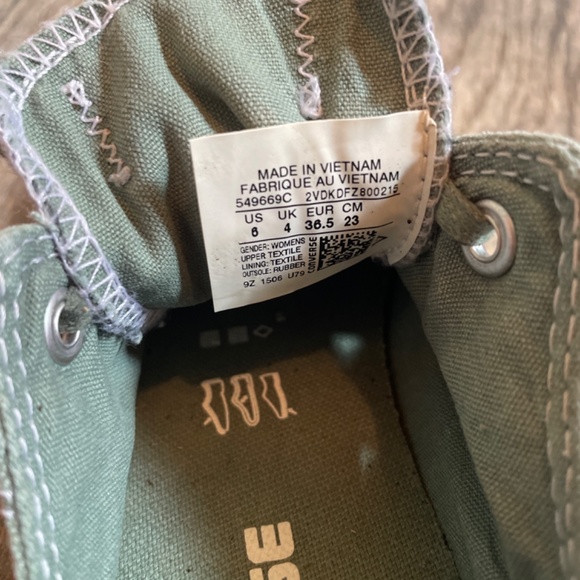 MADE IN VIETNAM
FABRIQUE AU VIETNAM
549669C 2VDKDFZ800215
US UK EUR CM
6 4 36.5 23
GENDER: WOMENS
UPPER TEXTILE
LINING: TEXTILE
OUTSOLE: RUBBER
9Z 1506 U79
CONVERSE
SE